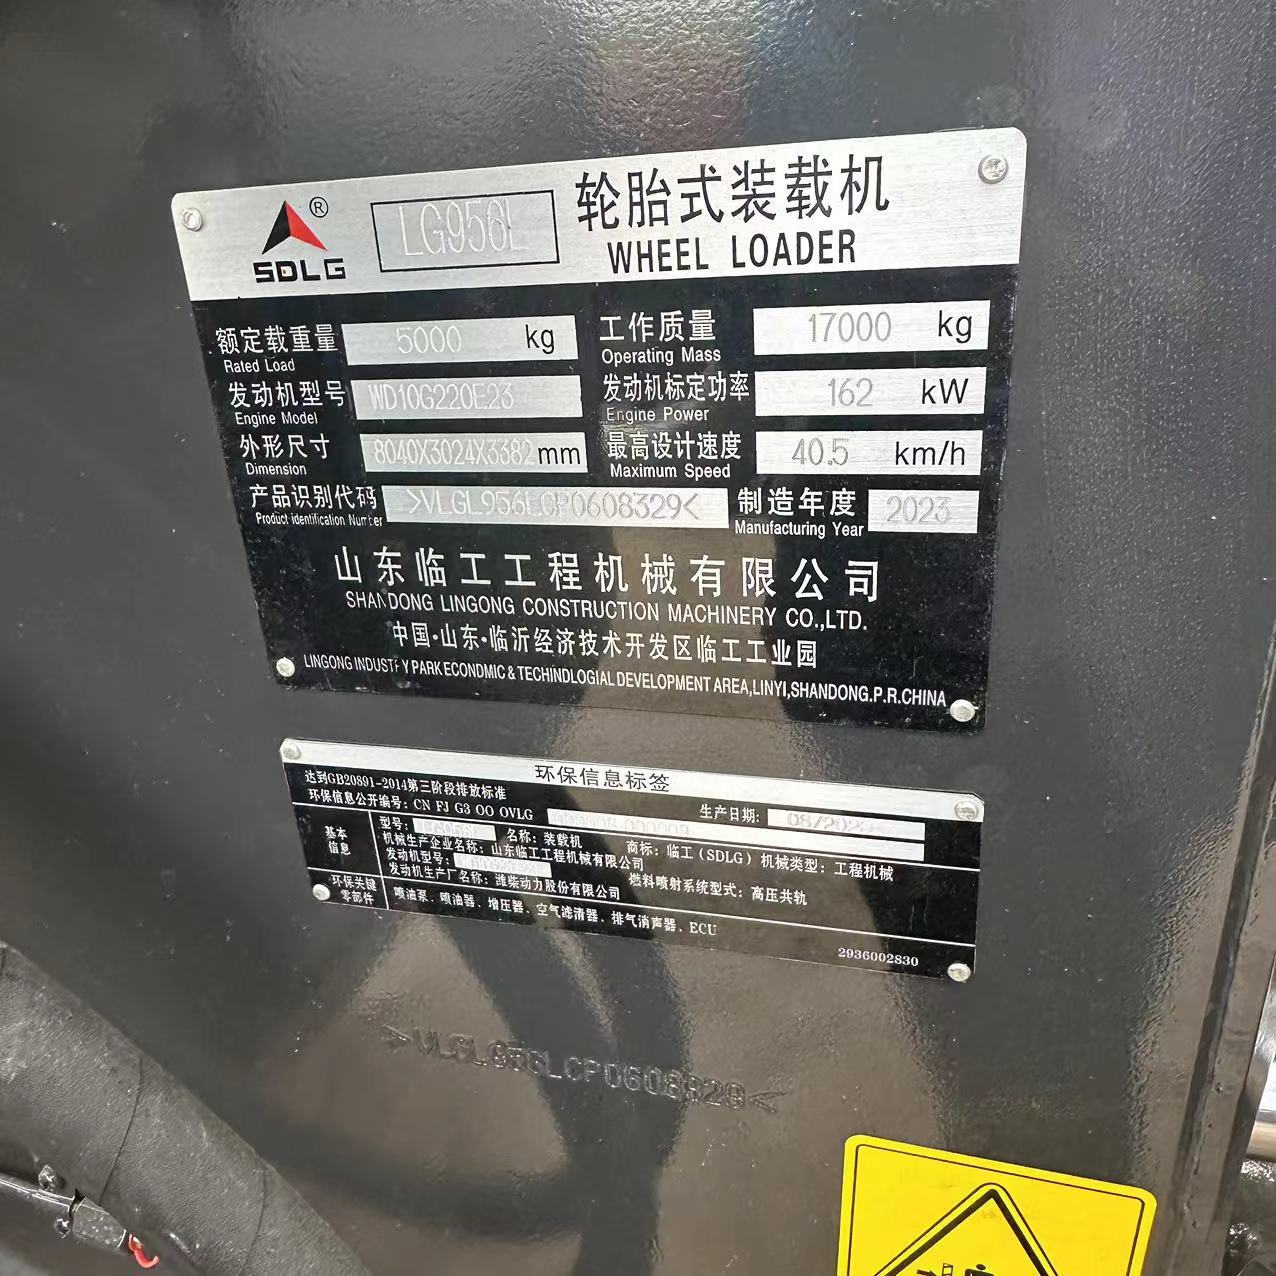 SDLG ® LG956L 轮胎式装载机
WHEEL LOADER
额定载重量 5000 kg 工作质量 17000 kg
Rated Load Operating Mass
发动机型号 WD10G220E23 发动机标定功率 162 kW
Engine Model Engine Power
外形尺寸 8040X3024X3382 mm 最高设计速度 40.5 km/h
Dimension Maximum Speed
产品识别代码 >VLGL956LCP0608329< 制造年度 2023
Product identification Number Manufacturing Year
山东临工工程机械有限公司
SHANDONG LINGONG CONSTRUCTION MACHINERY CO.,LTD.
中国·山东·临沂经济技术开发区临工工业园
LINGONG INDUSTRY PARK ECONDMIC & TECHINDLOGIAL DEVELOPMENT AREA,LINYI,SHANDONG.P.R.CHINA
环保信息标签
达到GB20891-2014第三阶段排放标准
环保信息公开编号: CN FJ G3 OO OVLG 生产日期: 08/2023
基本信息
型号: LG956L 名称: 装载机 商标: 临工(SDLG) 机械类型: 工程机械
机械生产企业名称: 山东临工工程机械有限公司
发动机型号: 燃料喷射系统型式: 高压共轨
发动机生产厂名称: 潍柴动力股份有限公司
环保关键零部件
喷油泵、喷油器、增压器、空气滤清器、排气消声器、ECU
2936002830
>VLGL956LCP0608329<